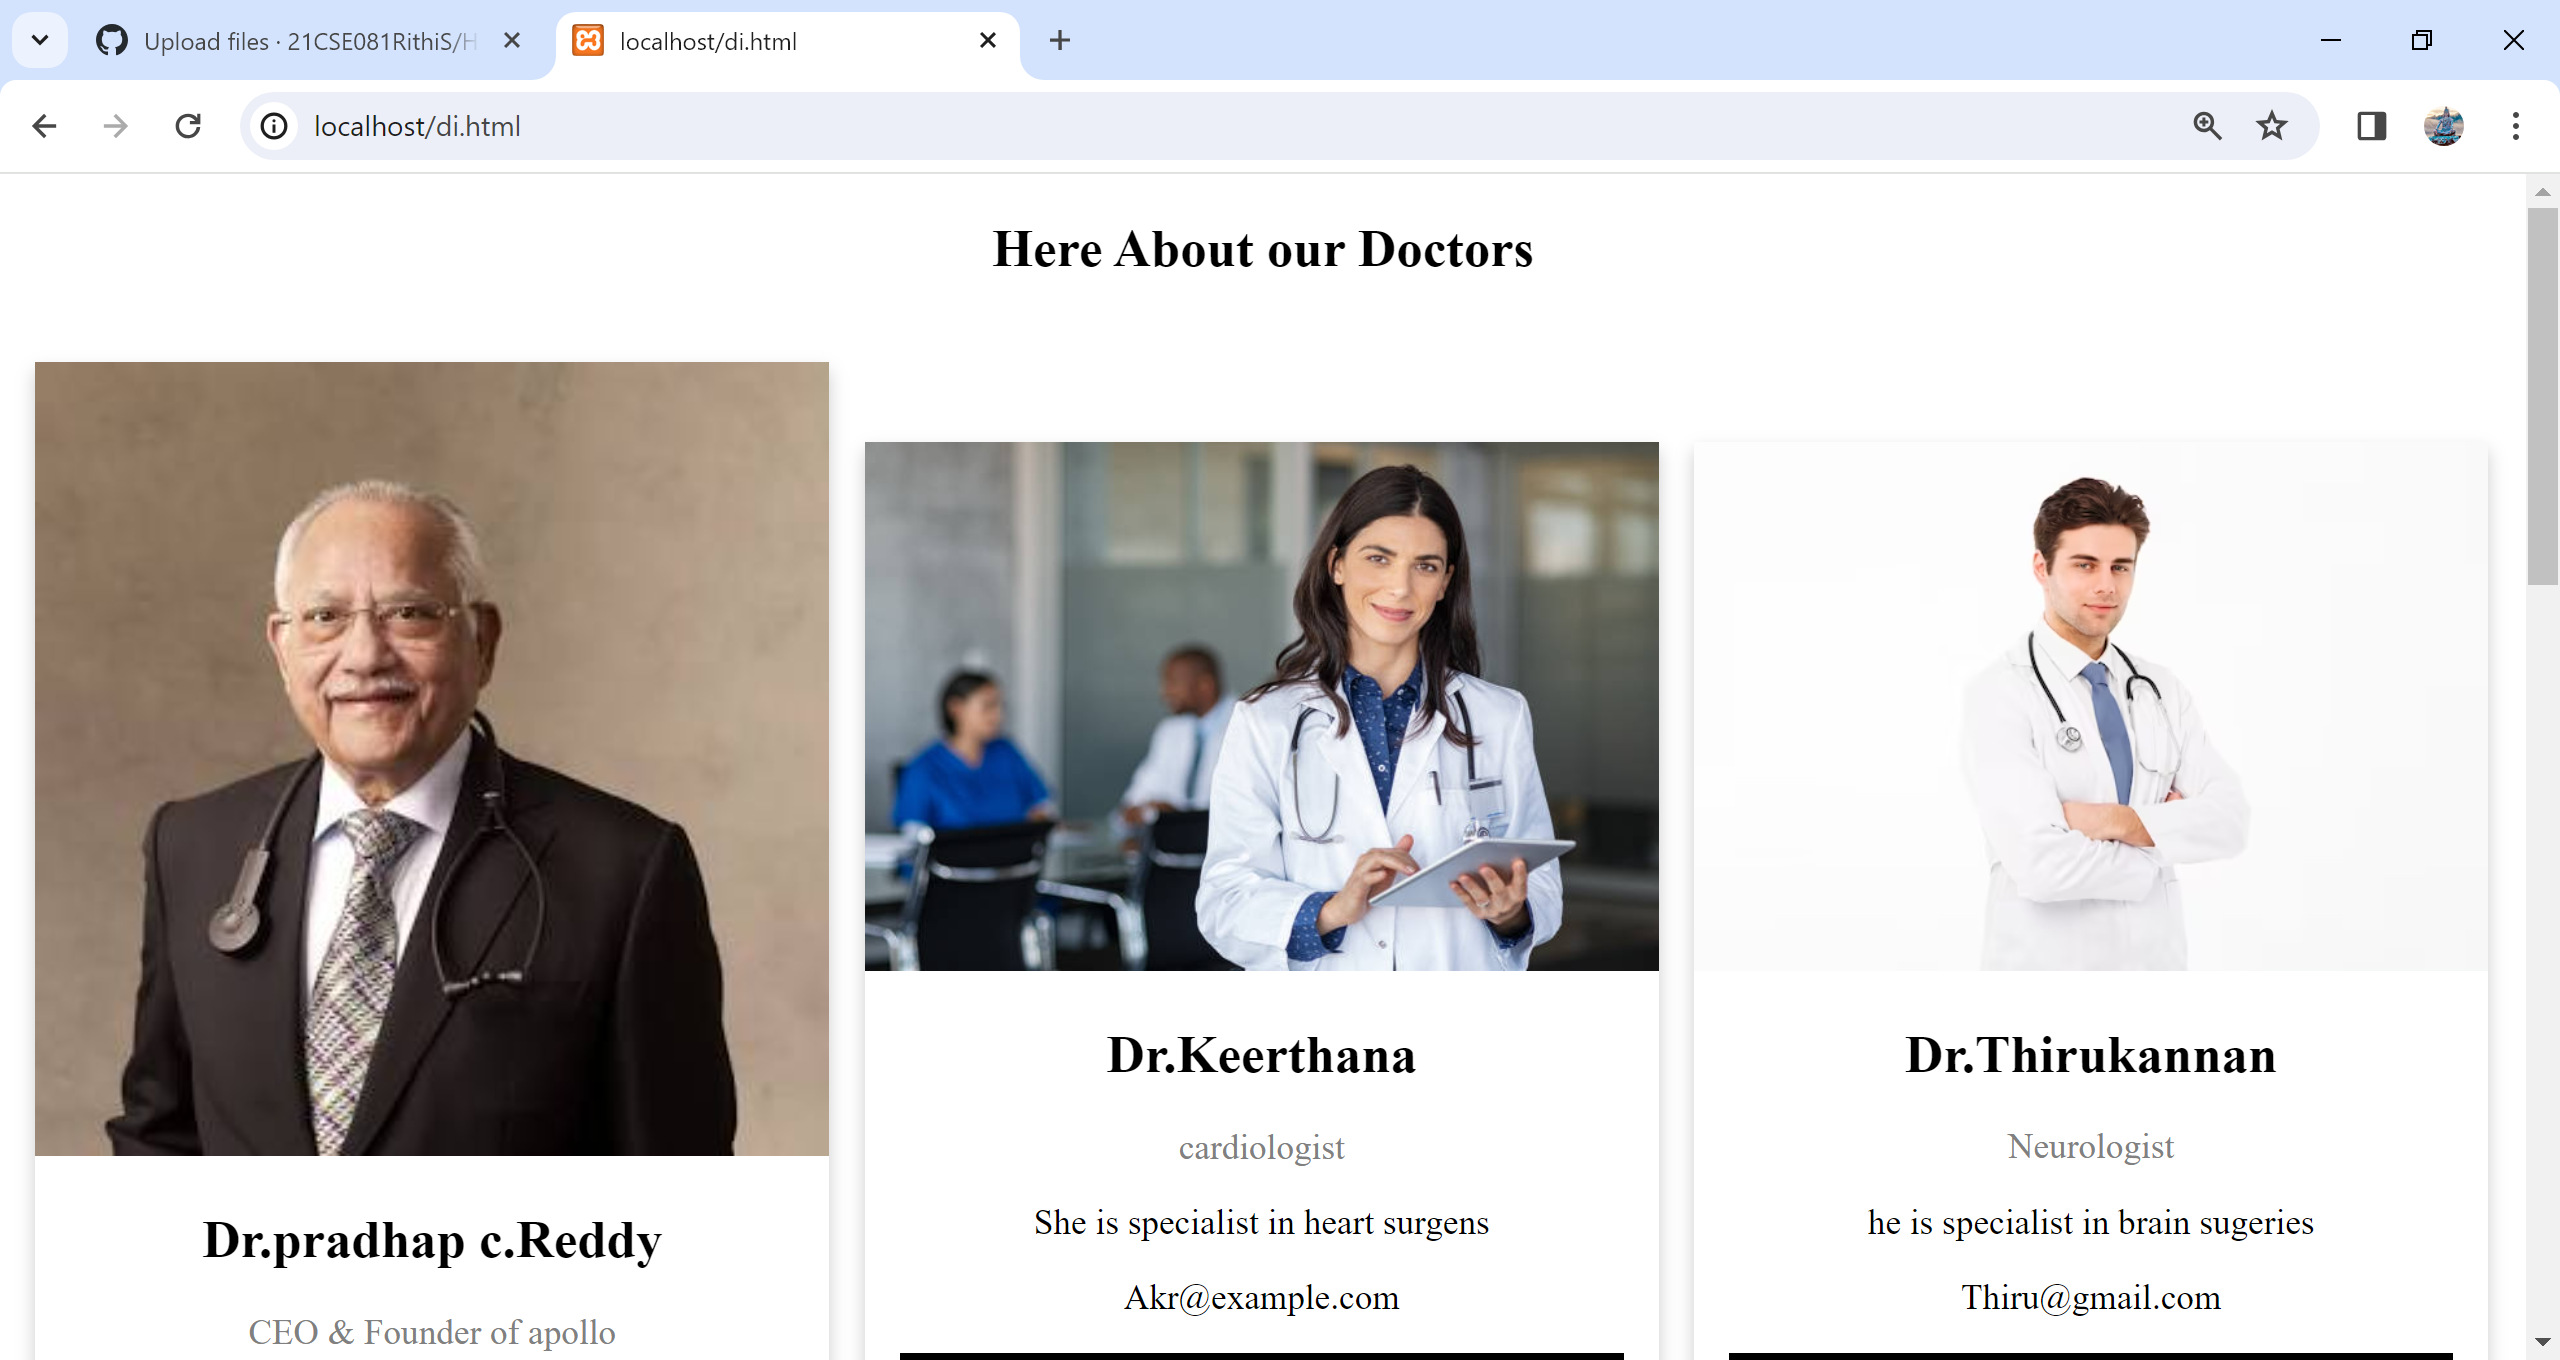 Upload files · 21CSE081RithiS/H
localhost/di.html
localhost/di.html
Here About our Doctors
Dr.pradhap c.Reddy
CEO & Founder of apollo
Dr.Keerthana
cardiologist
She is specialist in heart surgens
Akr@example.com
Dr.Thirukannan
Neurologist
he is specialist in brain sugeries
Thiru@gmail.com